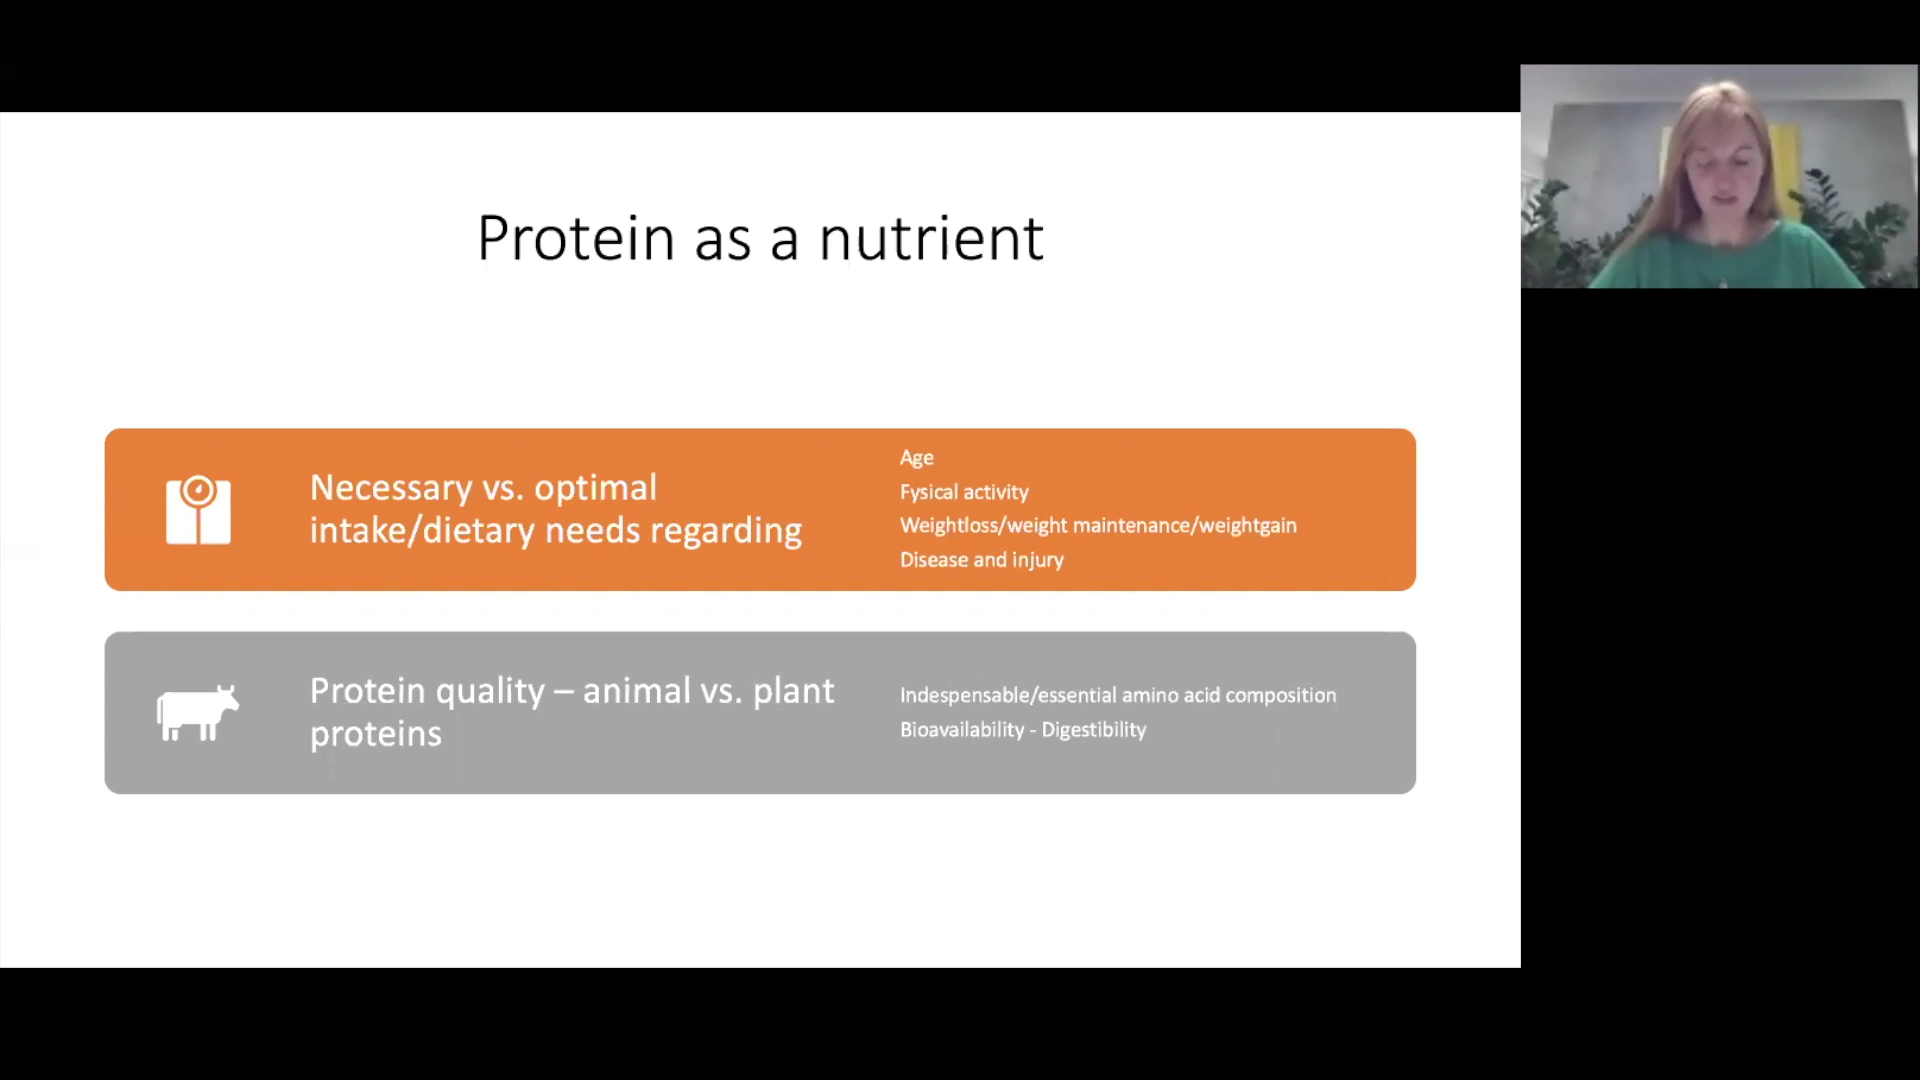 Protein as a nutrient
Necessary vs. optimal
intake/dietary needs regarding
Age
Fysical activity
Weightloss/weight maintenance/weightgain
Disease and injury
Protein quality – animal vs. plant
proteins
Indespensable/essential amino acid composition
Bioavailability - Digestibility